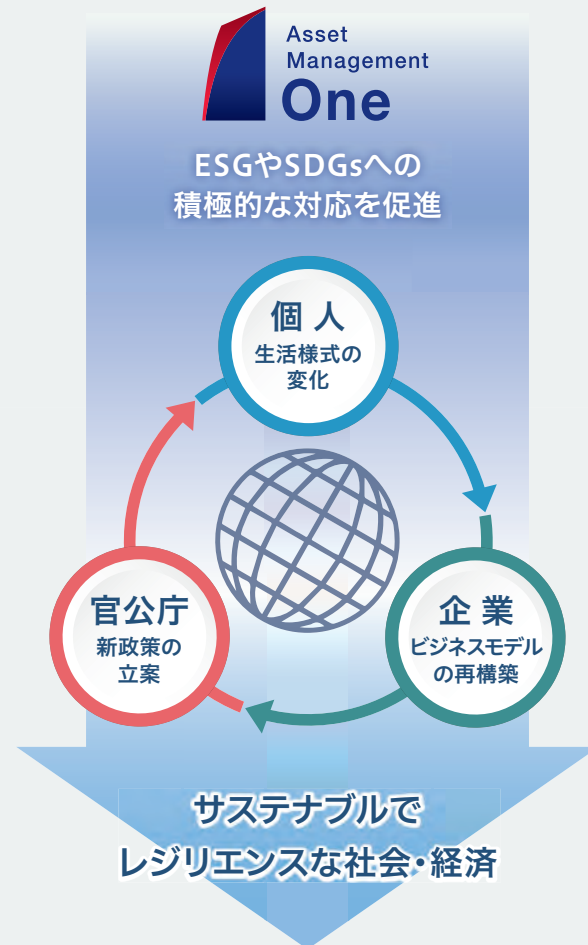 Asset
Management
One
ESGやSDGsへの
積極的な対応を促進
個人
生活様式の
変化
官公庁
新政策の
立案
企業
ビジネスモデル
の再構築
サステナブルで
レジリエンスな社会・経済